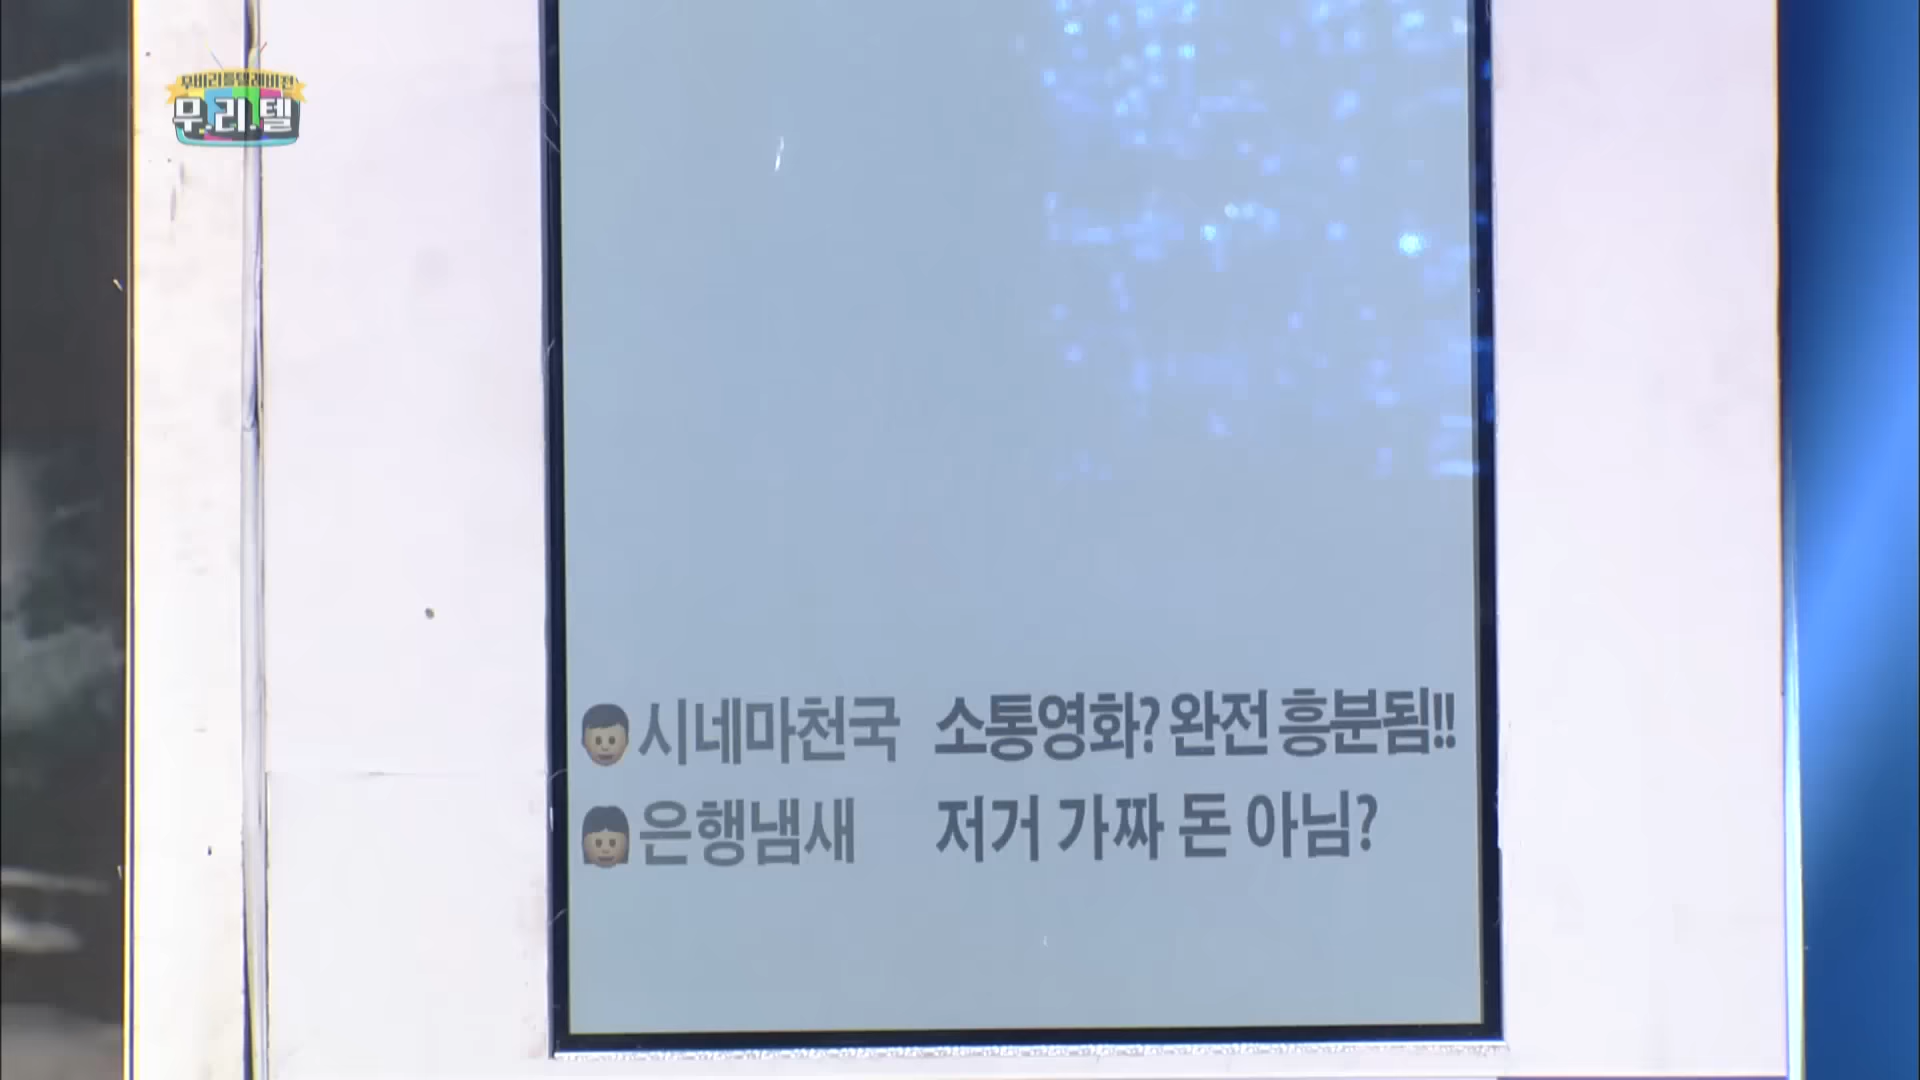 무비리틀텔레비전
무.리.텔
시네마천국 소통영화? 완전 흥분됨!!
은행냄새 저거 가짜 돈 아님?